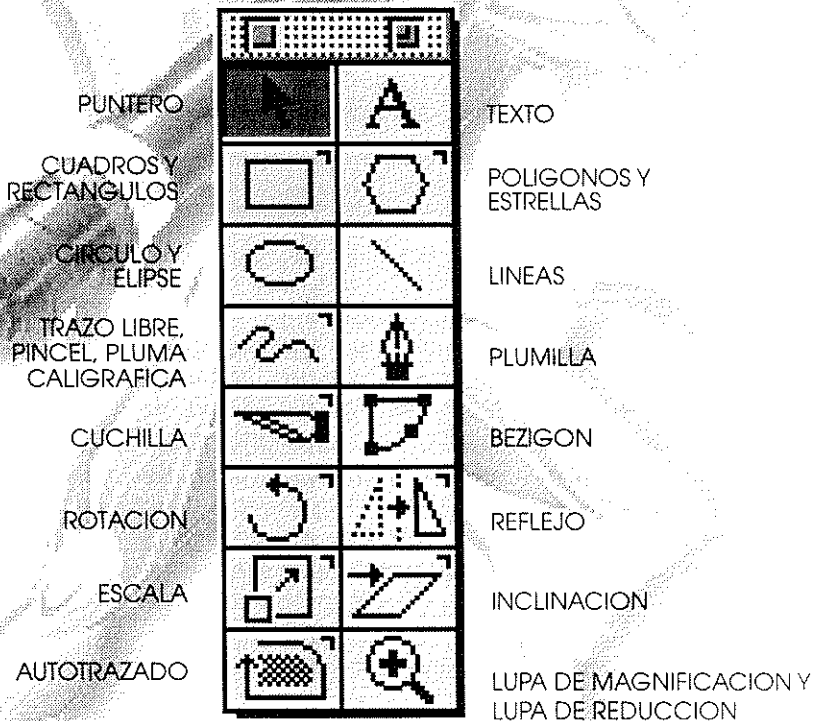 PUNTERO
A
TEXTO
CUADROS Y
RECTANGULOS
POLIGONOS Y
ESTRELLAS
CIRCULO Y
ELIPSE
LINEAS
TRAZO LIBRE,
PINCEL, PLUMA
CALIGRAFICA
PLUMILLA
CUCHILLA
BEZIGON
ROTACION
REFLEJO
ESCALA
INCLINACION
AUTOTRAZADO
LUPA DE MAGNIFICACION Y
LUPA DE REDUCCION